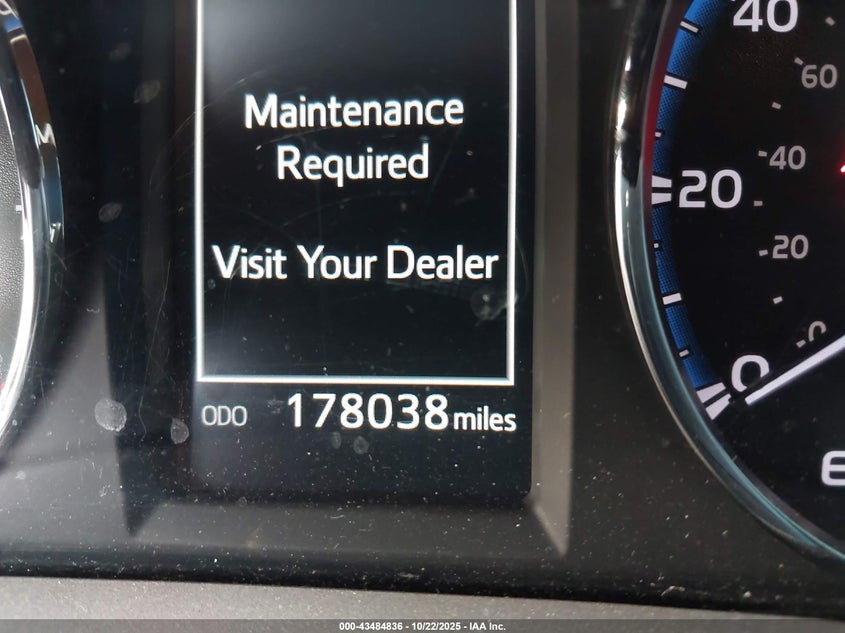 Maintenance
Required
Visit Your Dealer
ODO 178038 miles
40
60
40
20
20
0
0
E
000-43484836 - 10/22/2025 - IAA Inc.